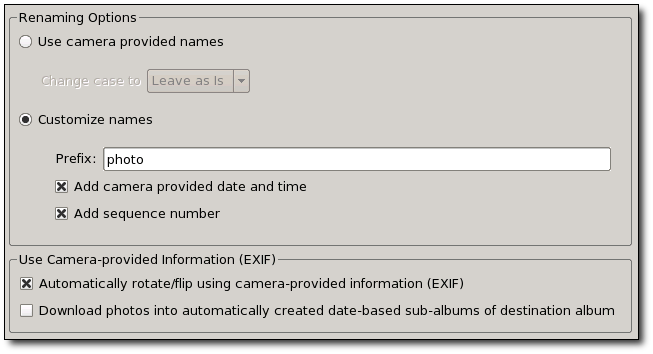 Renaming Options
Use camera provided names
Change case to Leave as Is
Customize names
Prefix: photo
Add camera provided date and time
Add sequence number
Use Camera-provided Information (EXIF)
Automatically rotate/flip using camera-provided information (EXIF)
Download photos into automatically created date-based sub-albums of destination album